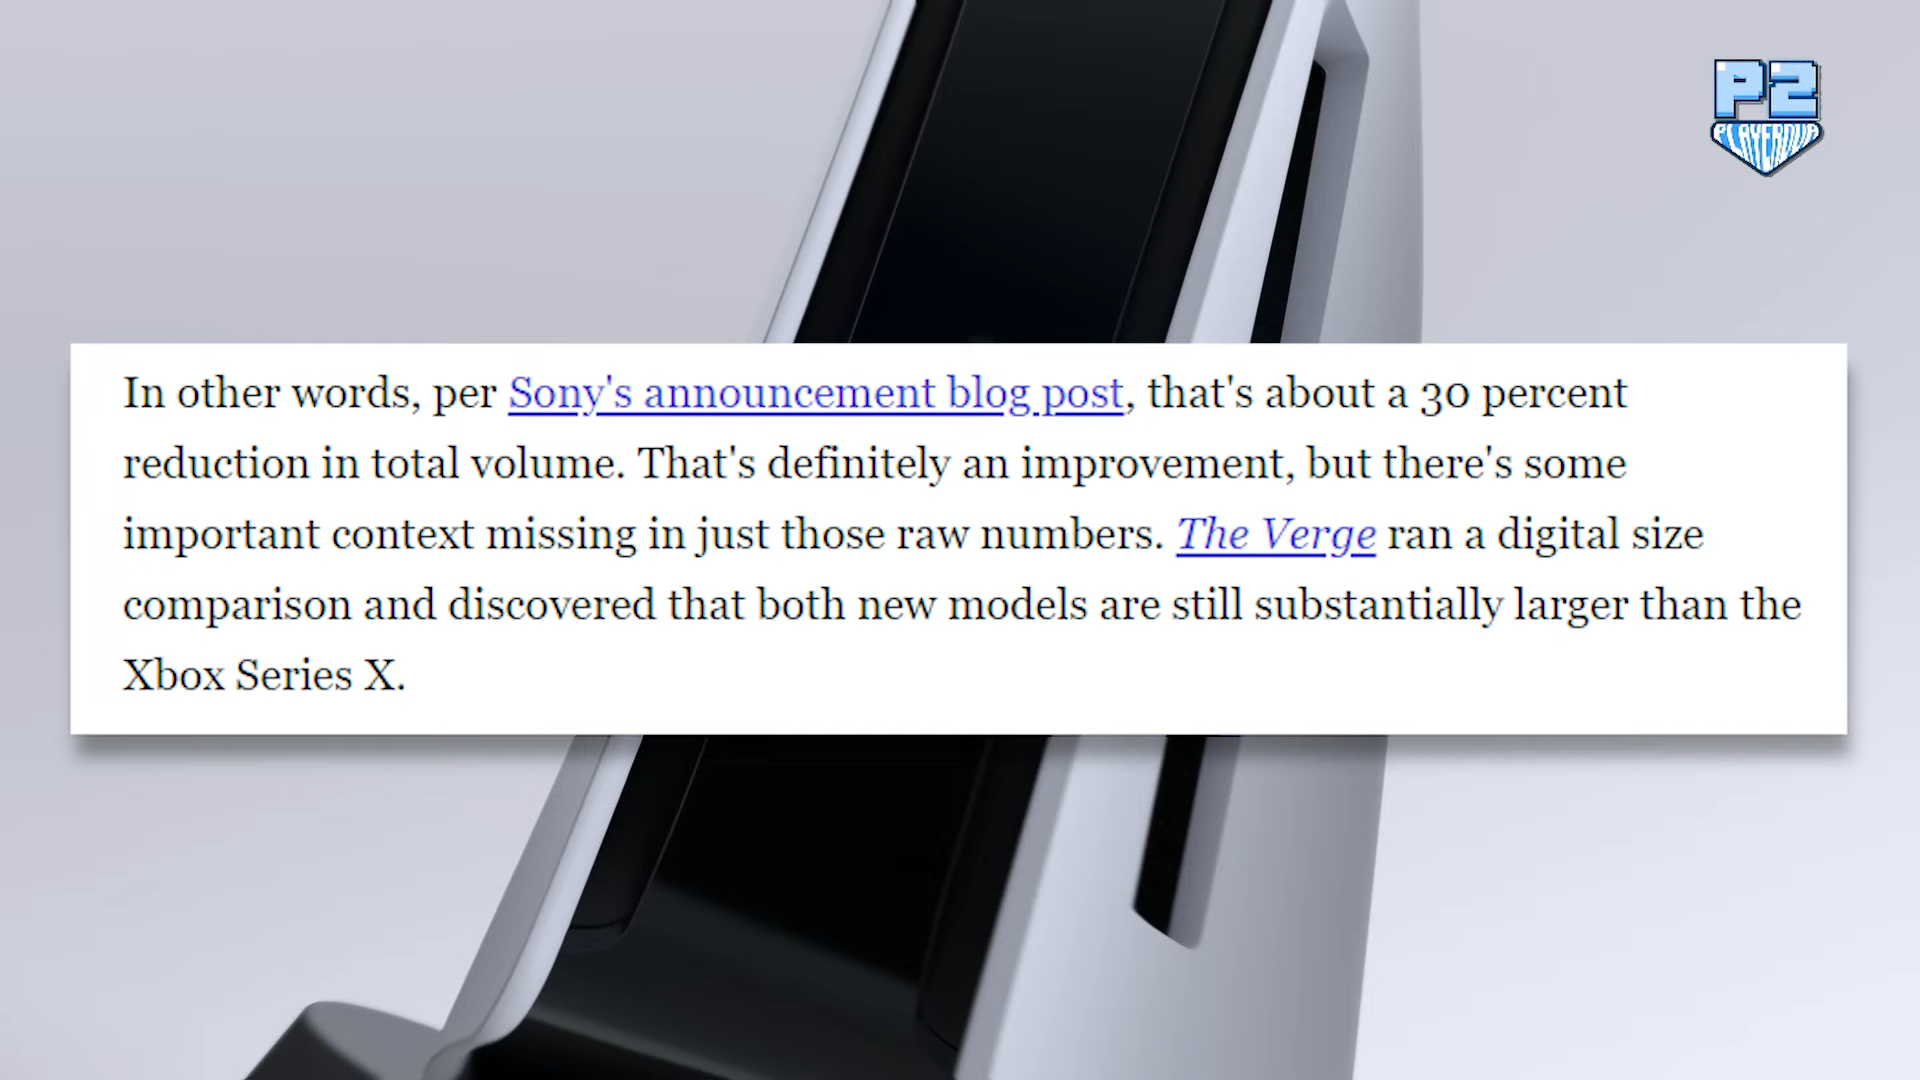 P2
PLAYERDUA
In other words, per Sony's announcement blog post, that's about a 30 percent
reduction in total volume. That's definitely an improvement, but there's some
important context missing in just those raw numbers. The Verge ran a digital size
comparison and discovered that both new models are still substantially larger than the
Xbox Series X.